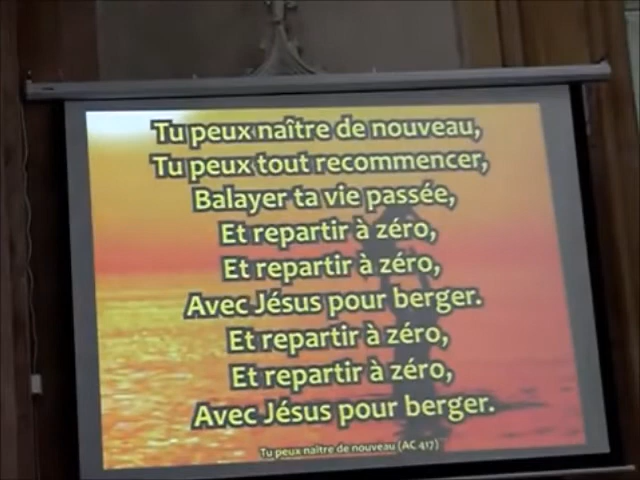 Tu peux naître de nouveau,
Tu peux tout recommencer,
Balayer ta vie passée,
Et repartir à zéro,
Et repartir à zéro,
Avec Jésus pour berger.
Et repartir à zéro,
Et repartir à zéro,
Avec Jésus pour berger.
Tu peux naître de nouveau (AC 417)